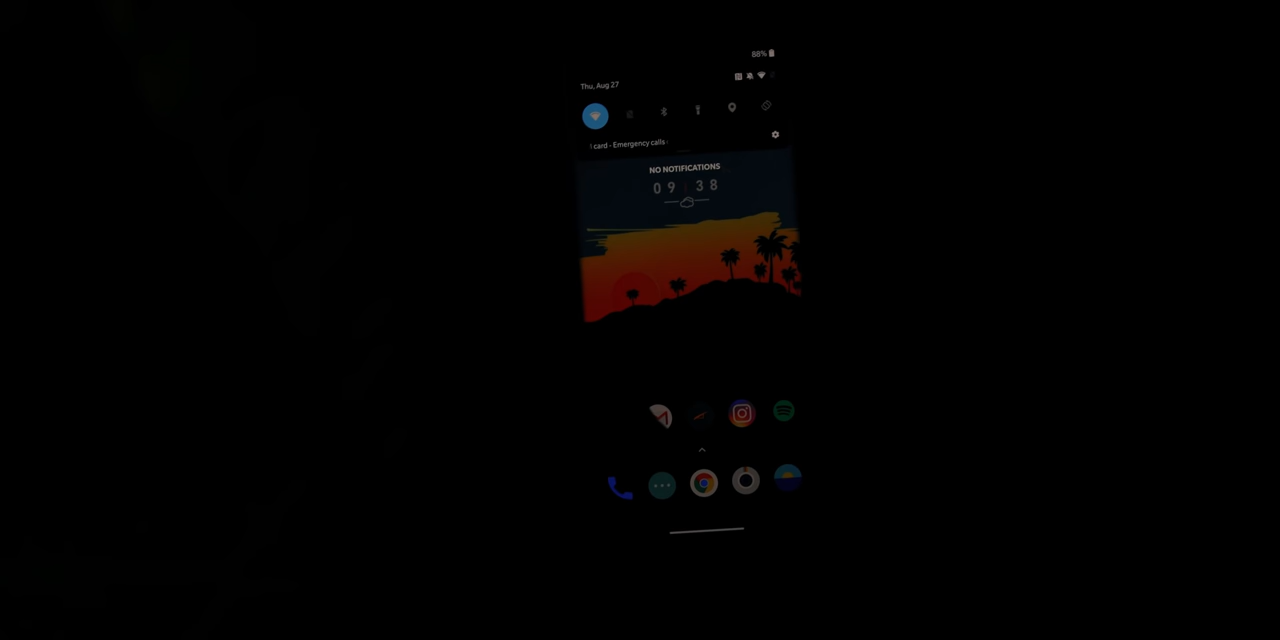 88%
Thu, Aug 27
card - Emergency calls
NO NOTIFICATIONS
09 38